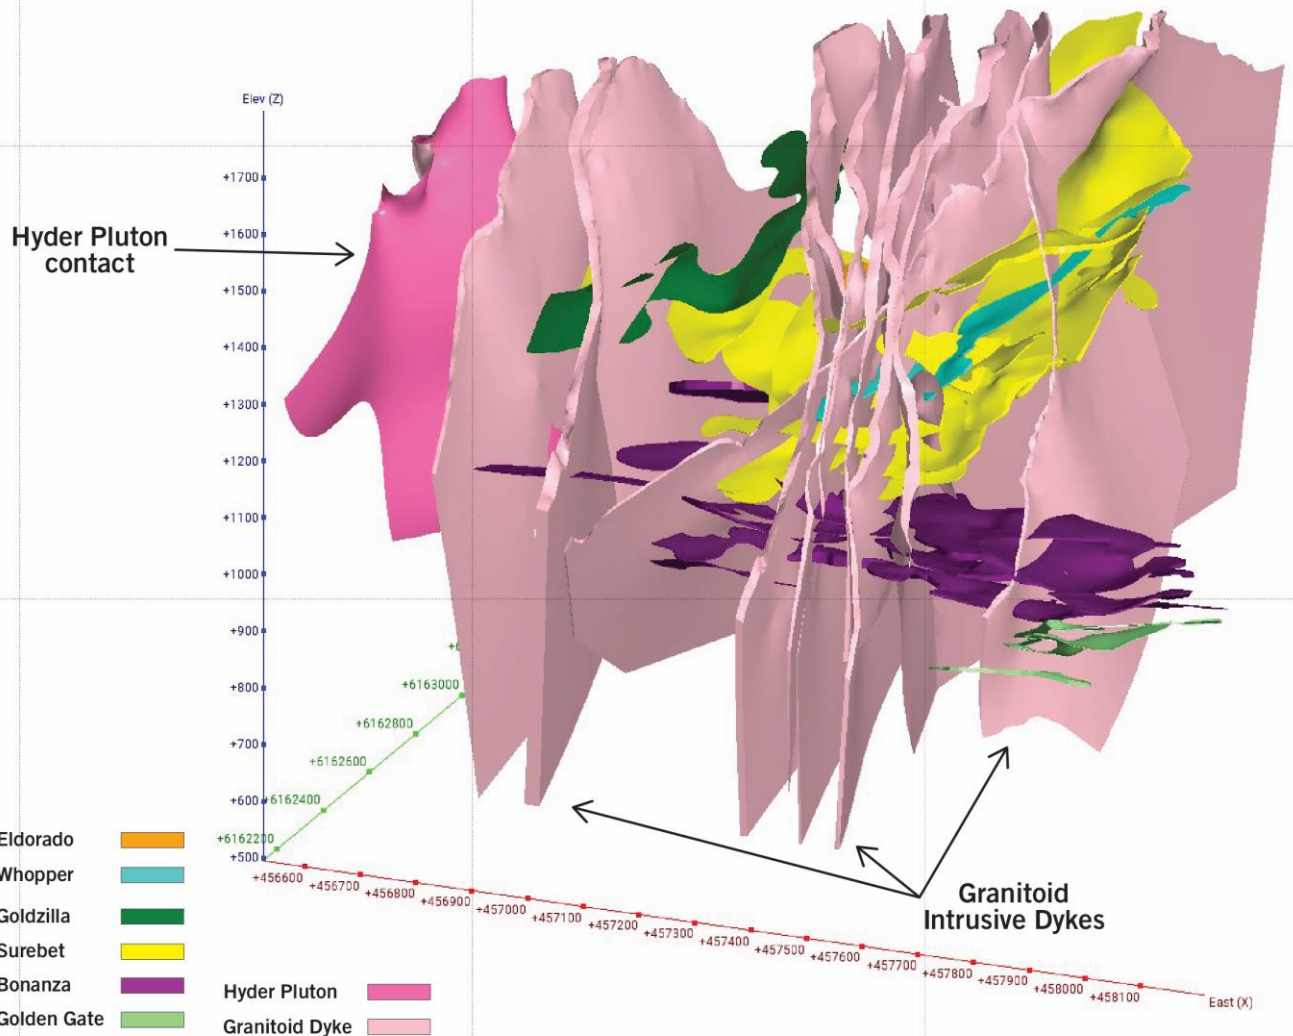 Elev (Z)
+1700
+1600
Hyder Pluton
contact
+1500
+1400
+1300
+1200
+1100
+1000
+900
+800
+700
+600
+500
+6163000
+6162800
+6162600
+6162400
+6162200
+456600
+456700
+456800
+456900
+457000
+457100
+457200
+457300
+457400
+457500
+457600
+457700
+457800
+457900
+458000
+458100
East (X)
Granitoid
Intrusive Dykes
Eldorado
Whopper
Goldzilla
Surebet
Bonanza
Golden Gate
Hyder Pluton
Granitoid Dyke